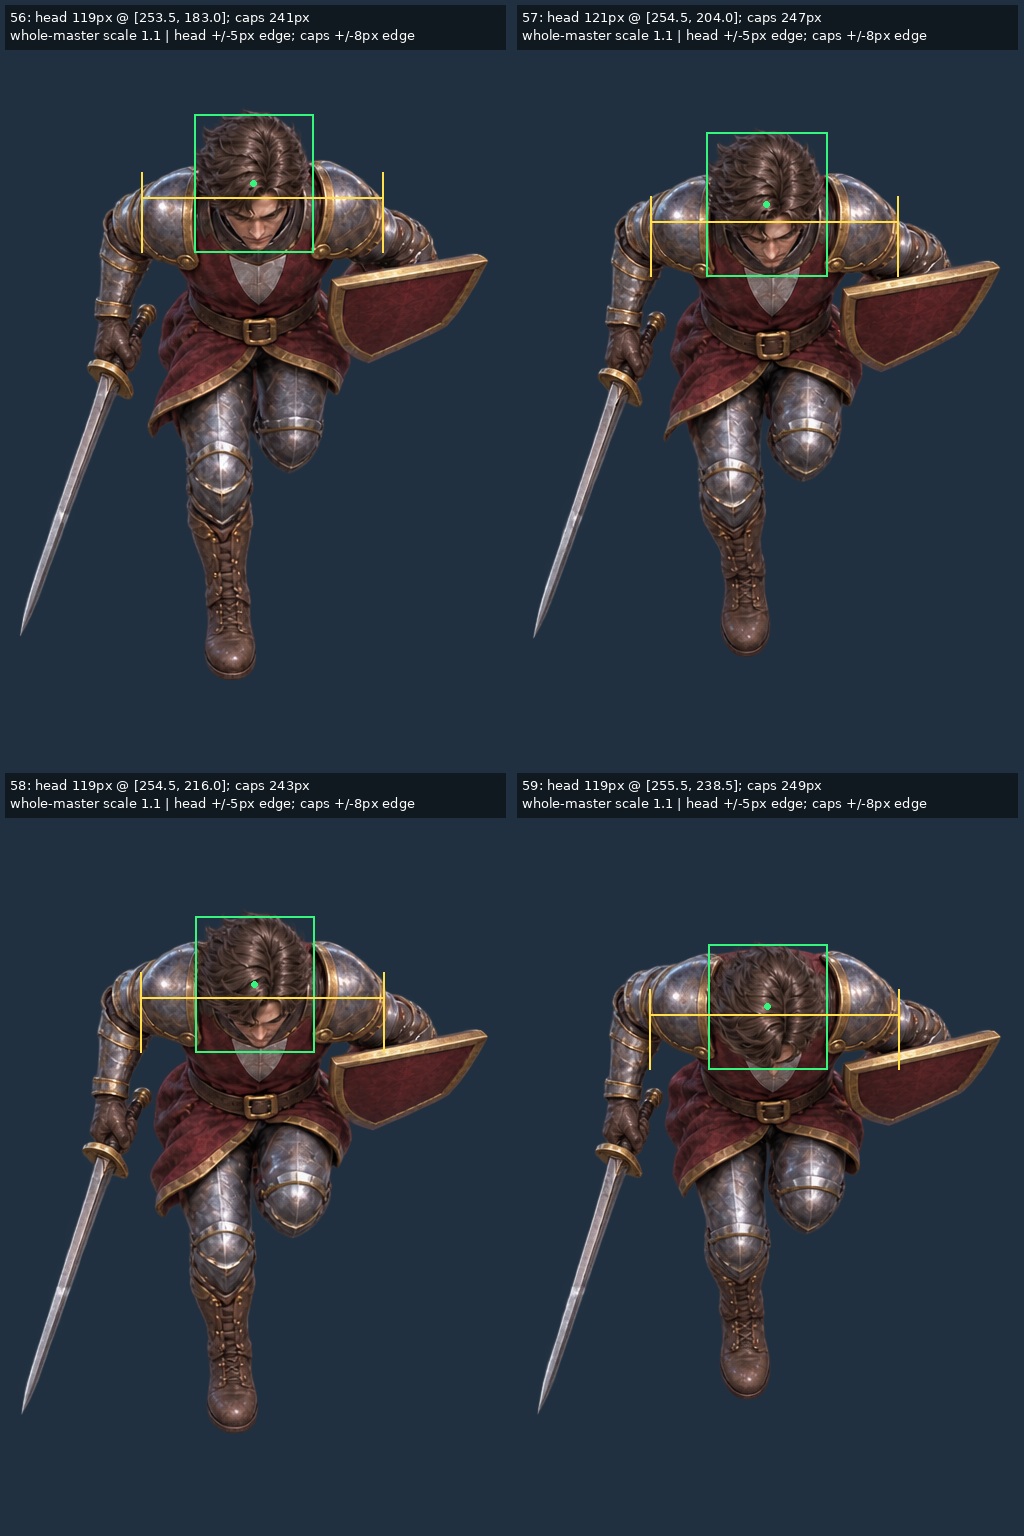 56: head 119px @ [253.5, 183.0]; caps 241px
whole-master scale 1.1 | head +/-5px edge; caps +/-8px edge
57: head 121px @ [254.5, 204.0]; caps 247px
whole-master scale 1.1 | head +/-5px edge; caps +/-8px edge
58: head 119px @ [254.5, 216.0]; caps 243px
whole-master scale 1.1 | head +/-5px edge; caps +/-8px edge
59: head 119px @ [255.5, 238.5]; caps 249px
whole-master scale 1.1 | head +/-5px edge; caps +/-8px edge